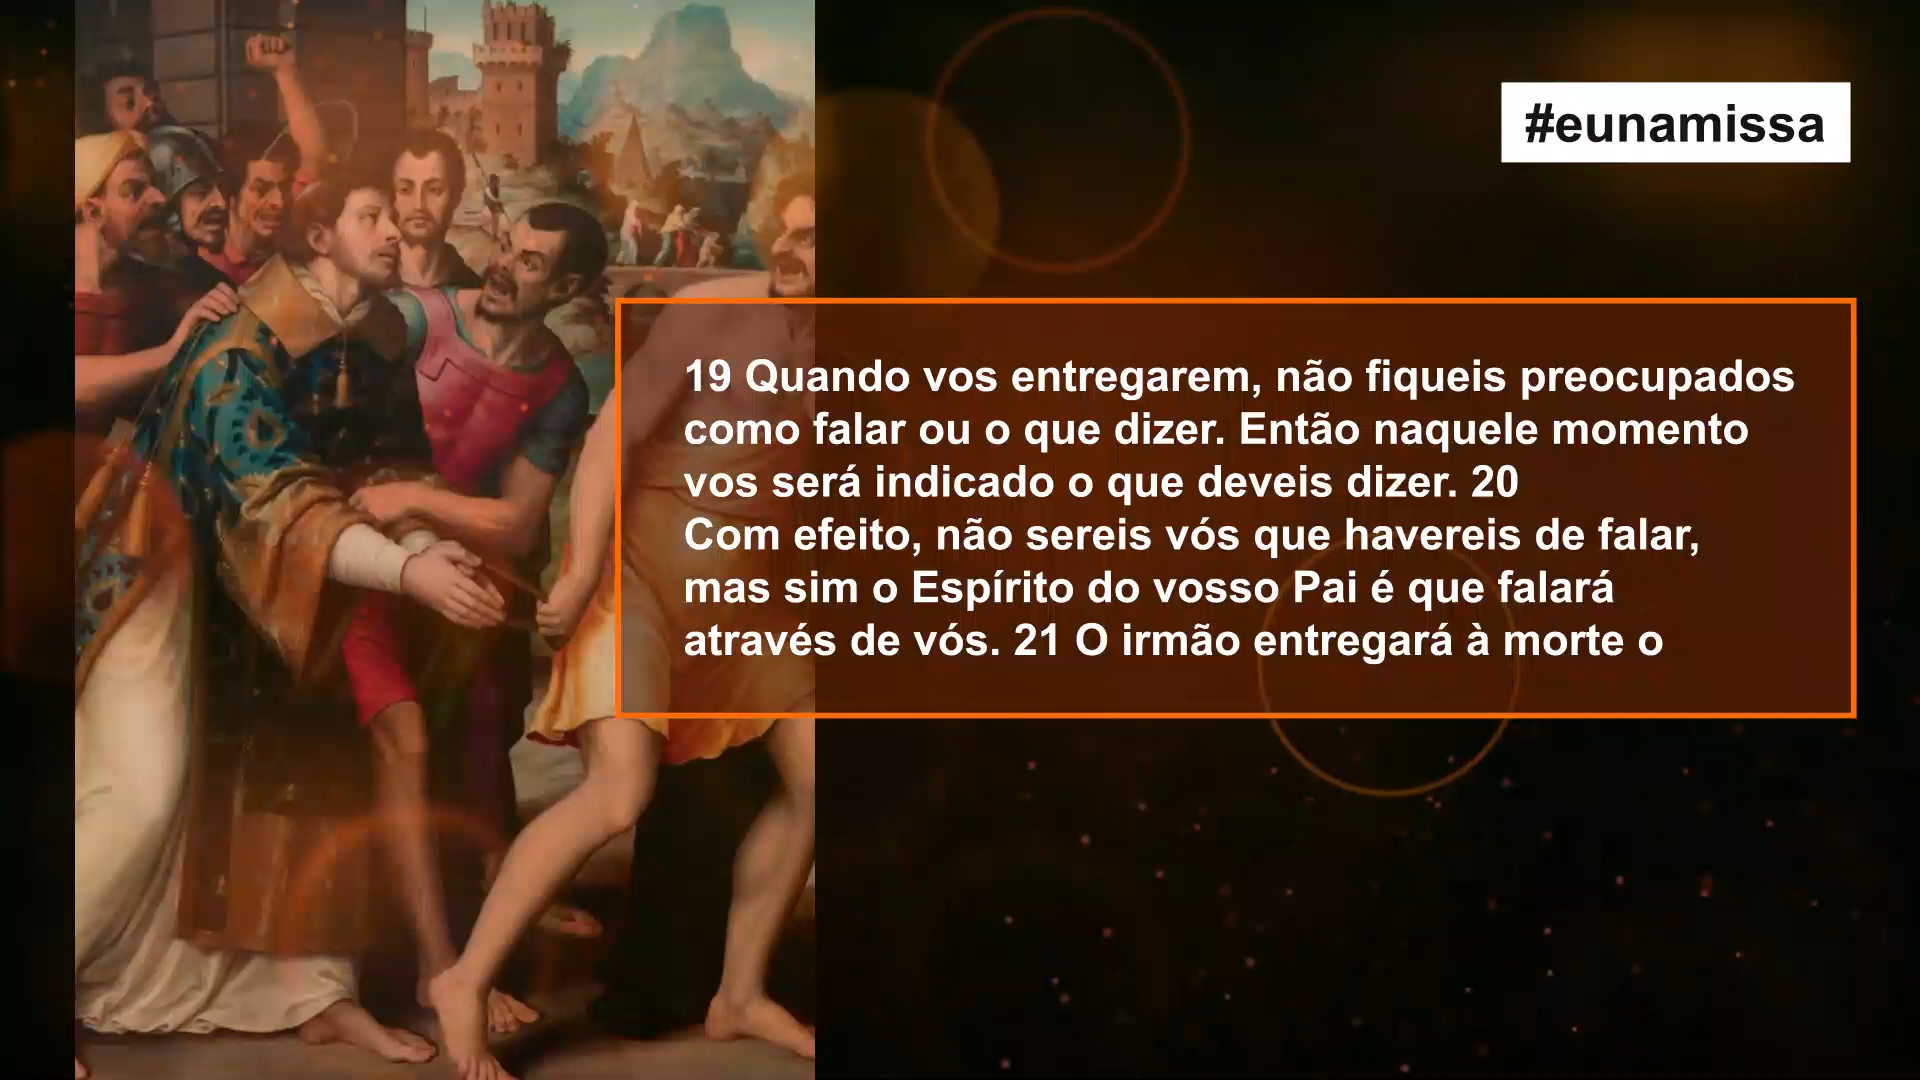 #eunamissa
19 Quando vos entregarem, não fiqueis preocupados
como falar ou o que dizer. Então naquele momento
vos será indicado o que deveis dizer. 20
Com efeito, não sereis vós que havereis de falar,
mas sim o Espírito do vosso Pai é que falará
através de vós. 21 O irmão entregará à morte o